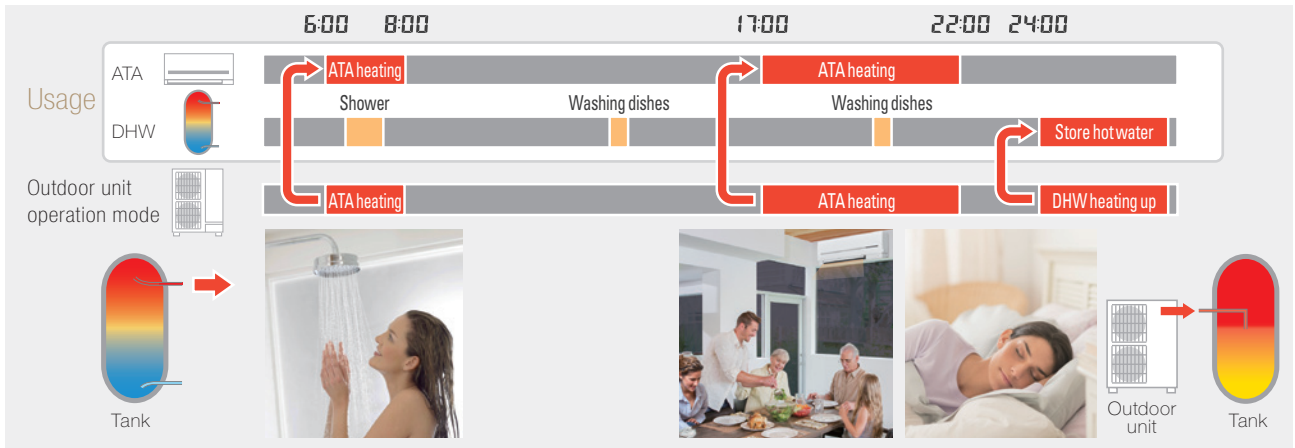 6:00 8:00 17:00 22:00 24:00
Usage
ATA
ATA heating ATA heating
Shower Washing dishes Washing dishes
DHW
Store hot water
Outdoor unit
operation mode
ATA heating ATA heating DHW heating up
Tank
Outdoor
unit
Tank